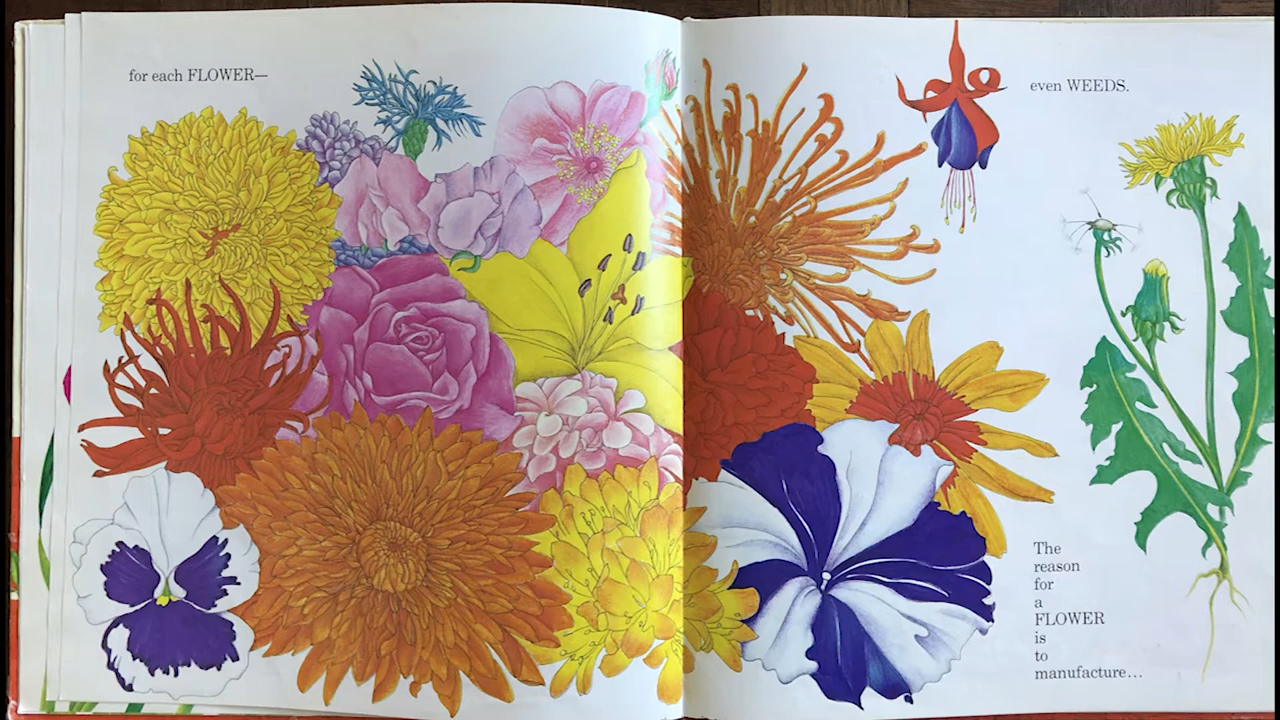 for each FLOWER—
even WEEDS.
The
reason
for
a
FLOWER
is
to
manufacture...